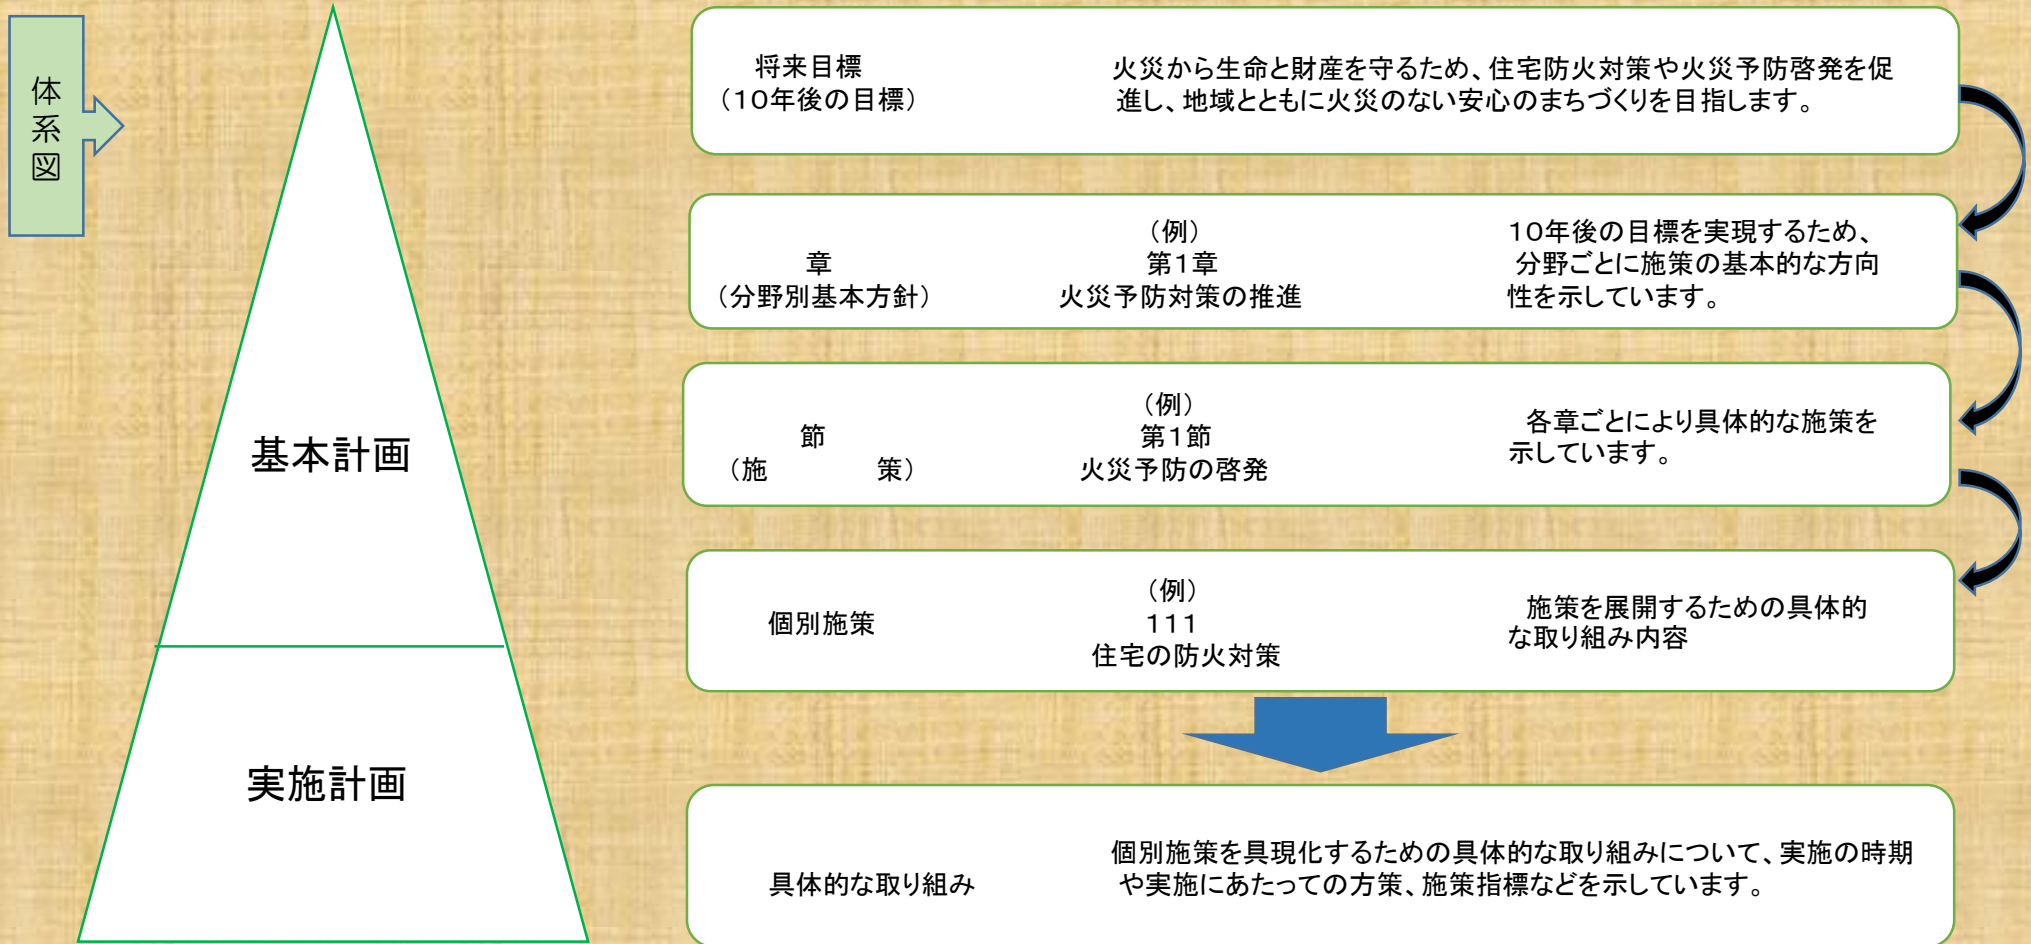 体系図
基本計画
実施計画
将来目標
（１０年後の目標）
火災から生命と財産を守るため、住宅防火対策や火災予防啓発を促
進し、地域とともに火災のない安心のまちづくりを目指します。
章
（分野別基本方針）
（例）
第１章
火災予防対策の推進
１０年後の目標を実現するため、
分野ごとに施策の基本的な方向
性を示しています。
節
（施　　　　策）
（例）
第１節
火災予防の啓発
各章ごとにより具体的な施策を
示しています。
個別施策
（例）
１１１
住宅の防火対策
施策を展開するための具体的
な取り組み内容
具体的な取り組み
個別施策を具現化するための具体的な取り組みについて、実施の時期
や実施にあたっての方策、施策指標などを示しています。